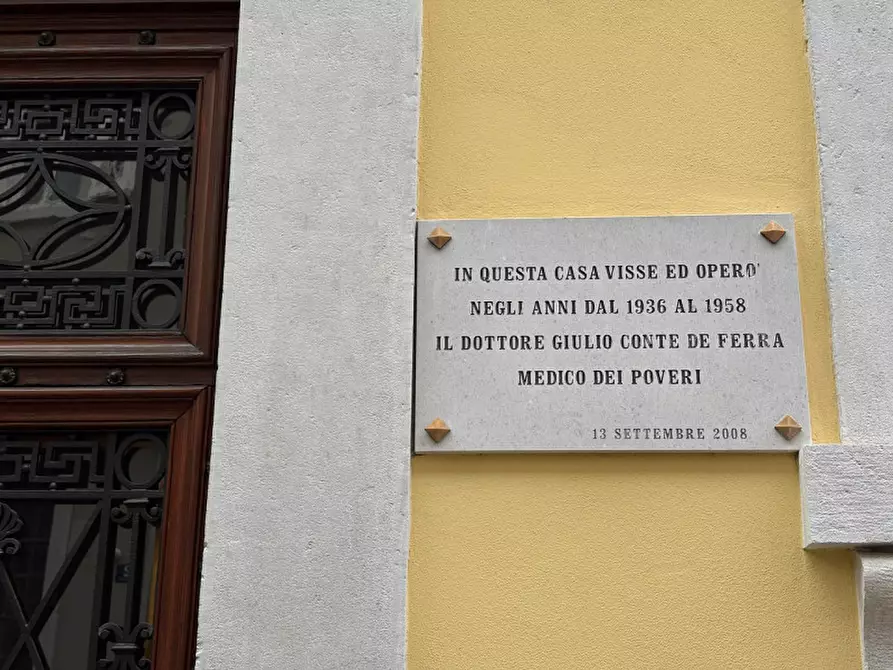 IN QUESTA CASA VISSE ED OPERO'
NEGLI ANNI DAL 1936 AL 1958
IL DOTTORE GIULIO CONTE DE FERRA
MEDICO DEI POVERI
13 SETTEMBRE 2008